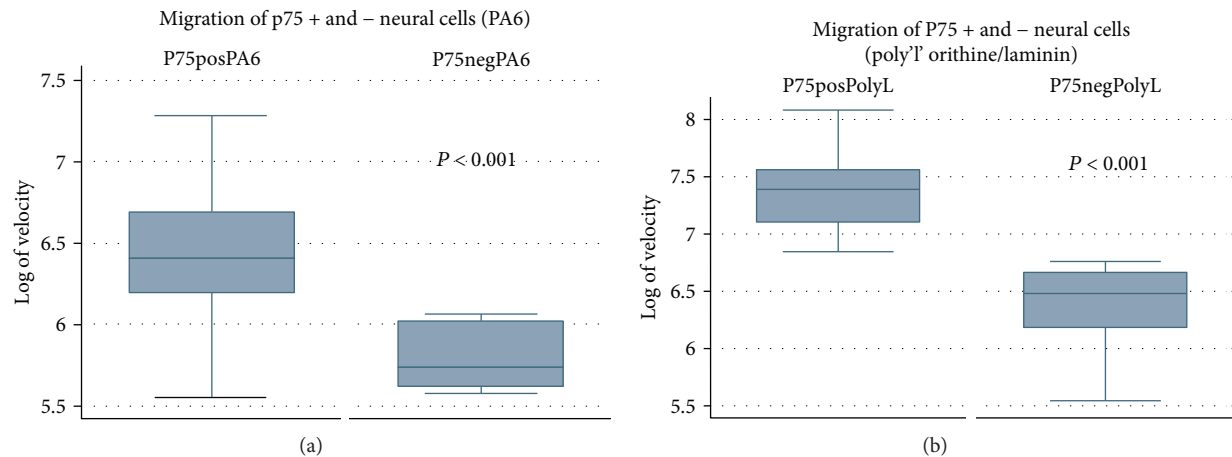 Migration of p75 + and − neural cells (PA6)
P75posPA6
P75negPA6
7.5
7
6.5
6
5.5
Log of velocity
P < 0.001
(a)
Migration of P75 + and − neural cells
(poly'l' orithine/laminin)
P75posPolyL
P75negPolyL
8
7.5
7
6.5
6
5.5
Log of velocity
P < 0.001
(b)